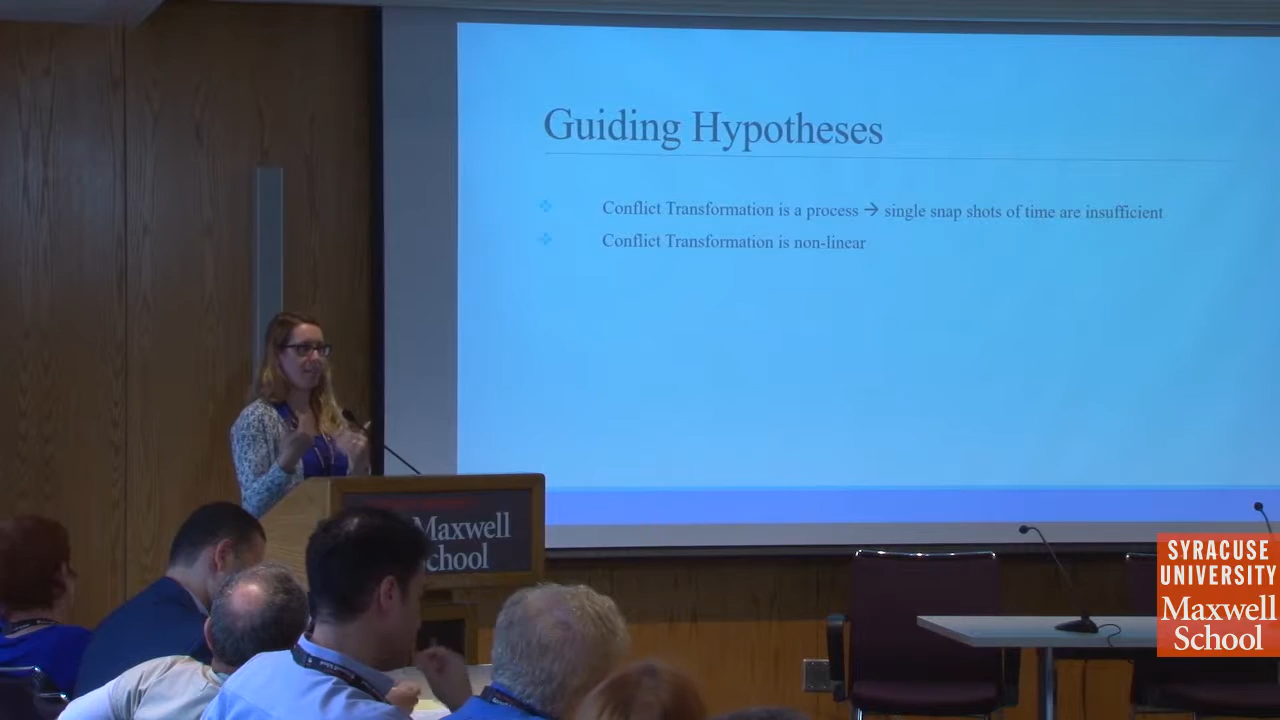 Guiding Hypotheses
Conflict Transformation is a process → single snap shots of time are insufficient
Conflict Transformation is non-linear
Maxwell
School
SYRACUSE
UNIVERSITY
Maxwell
School